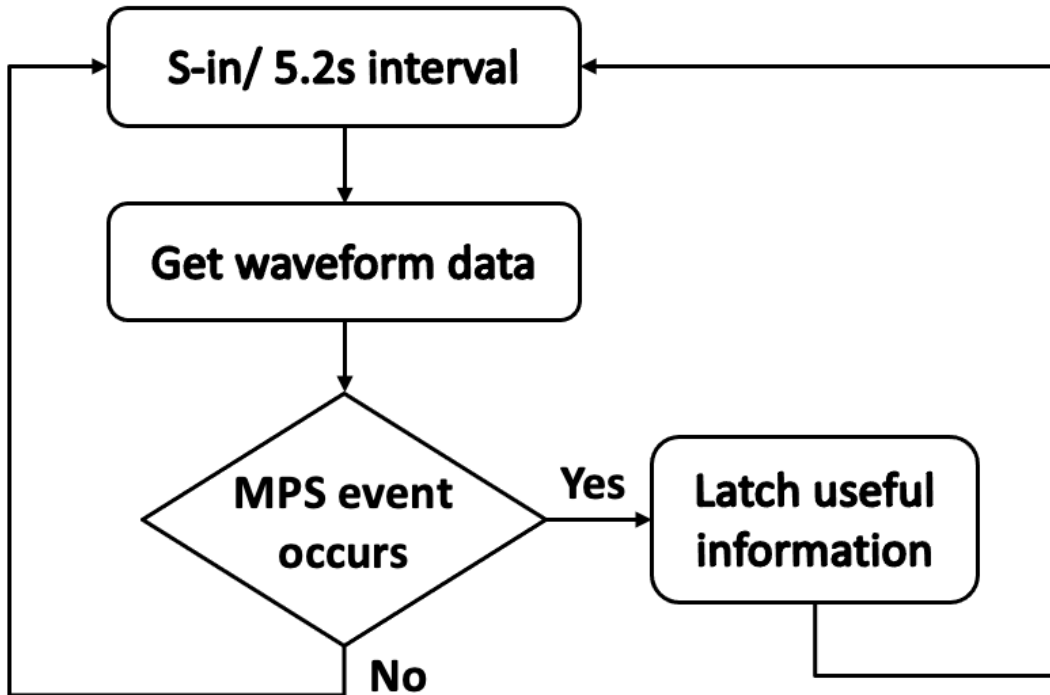 S-in/ 5.2s interval
Get waveform data
MPS event
occurs
Yes
Latch useful
information
No